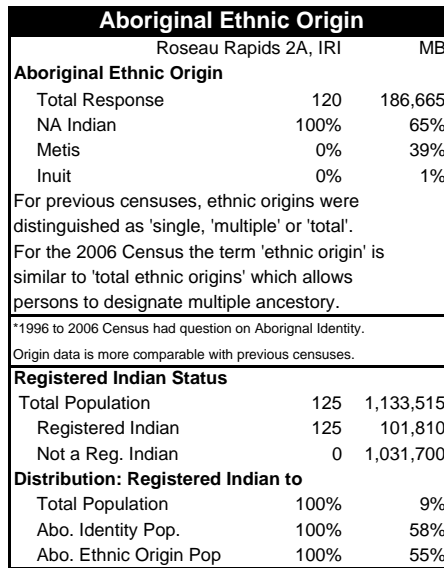 Aboriginal Ethnic Origin
Roseau Rapids 2A, IRI MB
Aboriginal Ethnic Origin
Total Response 120 186,665
NA Indian 100% 65%
Metis 0% 39%
Inuit 0% 1%
For previous censuses, ethnic origins were
distinguished as 'single, 'multiple' or 'total'.
For the 2006 Census the term 'ethnic origin' is
similar to 'total ethnic origins' which allows
persons to designate multiple ancestory.
*1996 to 2006 Census had question on Aborignal Identity.
Origin data is more comparable with previous censuses.
Registered Indian Status
Total Population 125 1,133,515
Registered Indian 125 101,810
Not a Reg. Indian 0 1,031,700
Distribution: Registered Indian to
Total Population 100% 9%
Abo. Identity Pop. 100% 58%
Abo. Ethnic Origin Pop 100% 55%